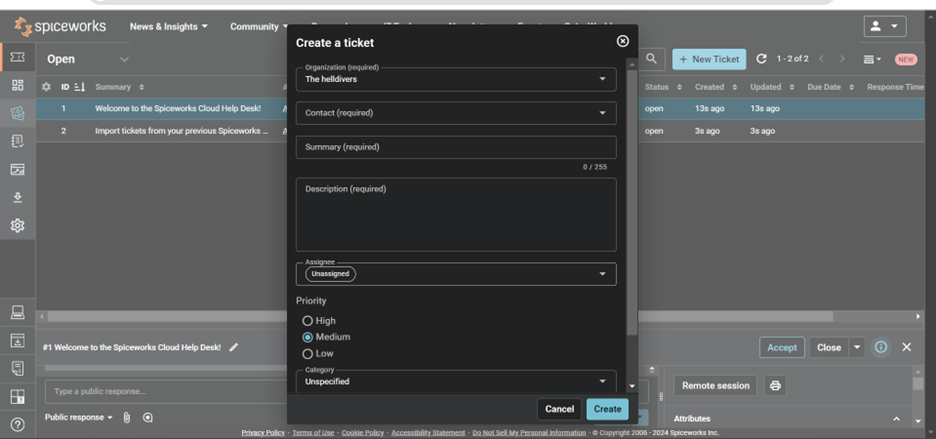 spiceworks
News & Insights
Community
Create a ticket
Open
New Ticket
1 - 2 of 2
NEW
ID
Summary
Status
Created
Updated
Due Date
Response Time
1 Welcome to the Spiceworks Cloud Help Desk! open 13s ago 13s ago
2 Import tickets from your previous Spiceworks ... open 3s ago 3s ago
Organization (required)
The helldivers
Contact (required)
Summary (required)
0 / 255
Description (required)
Assignee
Unassigned
Priority
High
Medium
Low
Category
Unspecified
Cancel
Create
#1 Welcome to the Spiceworks Cloud Help Desk!
Accept
Close
Type a public response...
Remote session
Public response
Attributes
Privacy Policy - Terms of Use - Cookie Policy - Accessibility Statement - Do Not Sell My Personal Information - © Copyright 2006 - 2024 Spiceworks Inc.